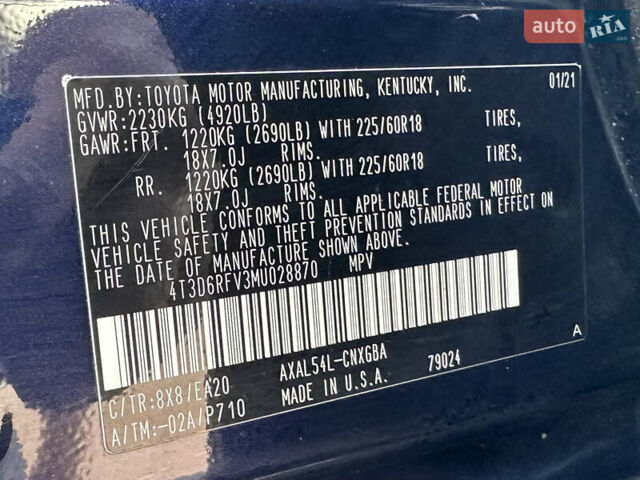 auto RIA.com
MFD.BY:TOYOTA MOTOR MANUFACTURING, KENTUCKY, INC. 01/21
GVWR:2230KG (4920LB)
GAWR:FRT. 1220KG (2690LB) WITH 225/60R18 TIRES,
18X7.0J RIMS.
RR. 1220KG (2690LB) WITH 225/60R18 TIRES,
18X7.0J RIMS.
THIS VEHICLE CONFORMS TO ALL APPLICABLE FEDERAL MOTOR
VEHICLE SAFETY AND THEFT PREVENTION STANDARDS IN EFFECT ON
THE DATE OF MANUFACTURE SHOWN ABOVE.
4T3D6RFV3MU028870 MPV
A
C/TR:8X8/EA20 AXAL54L-CNXGBA
A/TM:-02A/P710 MADE IN U.S.A. 79024